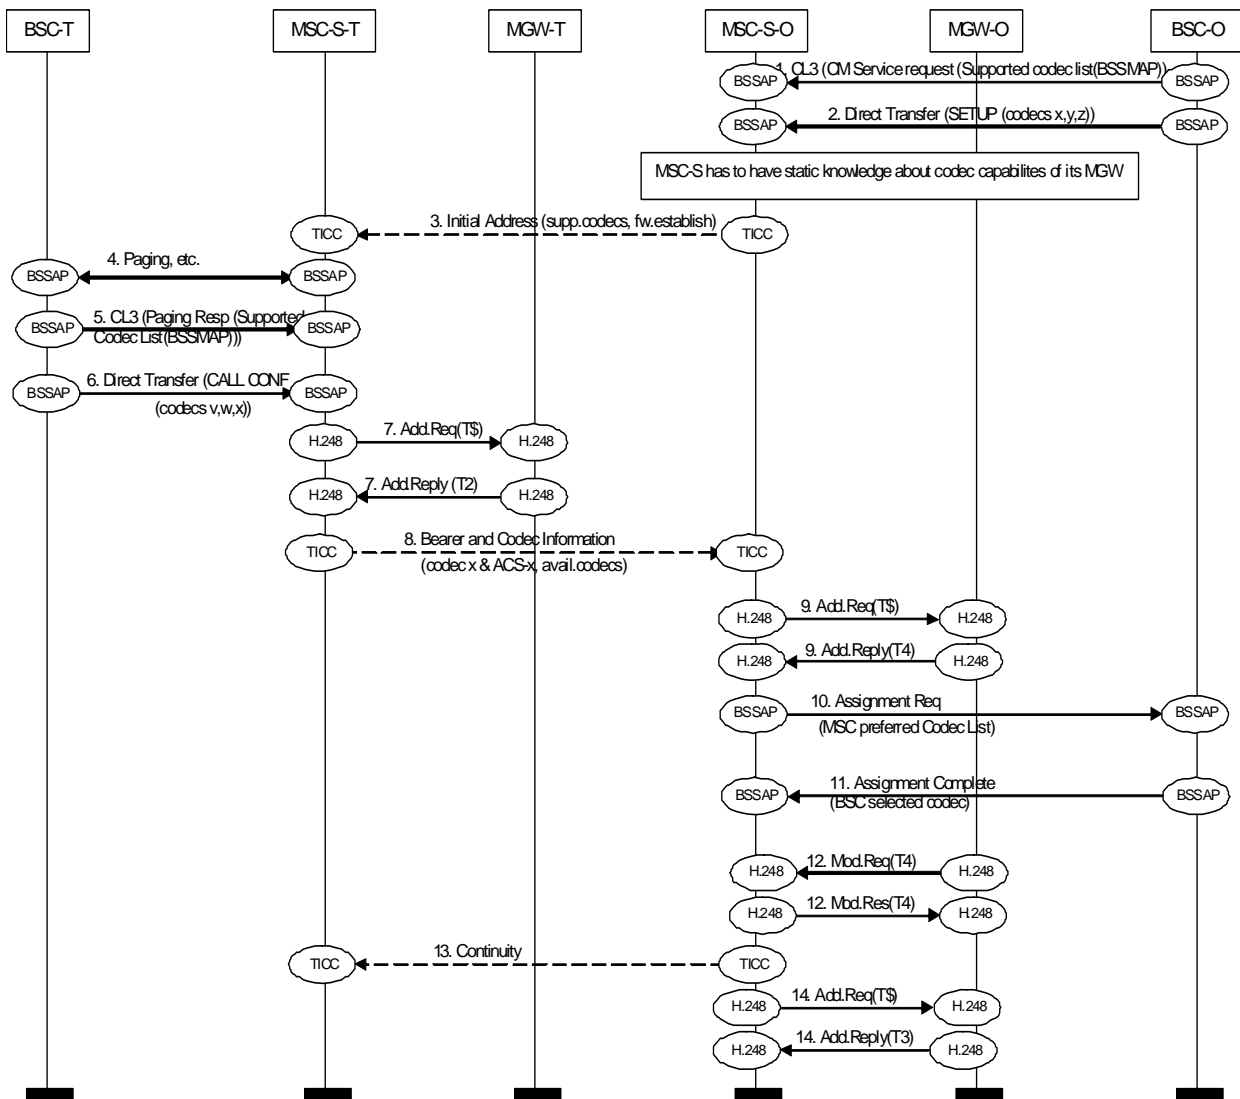 BSC-T MSC-S-T MGW-T MSC-S-O MGW-O BSC-O
BSSAP 1. CL3 (CM Service request (Supported codec list(BSSMAP)) BSSAP
BSSAP 2. Direct Transfer (SETUP (codecs x,y,z)) BSSAP
MSC-S has to have static knowledge about codec capabilites of its MGW
TICC 3. Initial Address (supp.codecs, fw.establish) TICC
BSSAP 4. Paging, etc. BSSAP
BSSAP 5. CL3 (Paging Resp (Supported BSSAP
Codec List(BSSMAP)))
BSSAP 6. Direct Transfer (CALL CONF BSSAP
(codecs v,w,x))
H.248 7. Add.Req(T$) H.248
H.248 7. Add.Reply (T2) H.248
TICC 8. Bearer and Codec Information TICC
(codec x & ACS-x, avail.codecs)
H.248 9. Add.Req(T$) H.248
H.248 9. Add.Reply(T4) H.248
BSSAP 10. Assignment Req BSSAP
(MSC preferred Codec List)
BSSAP 11. Assignment Complete BSSAP
(BSC selected codec)
H.248 12. Mod.Req(T4) H.248
H.248 12. Mod.Res(T4) H.248
TICC 13. Continuity TICC
H.248 14. Add.Req(T$) H.248
H.248 14. Add.Reply(T3) H.248